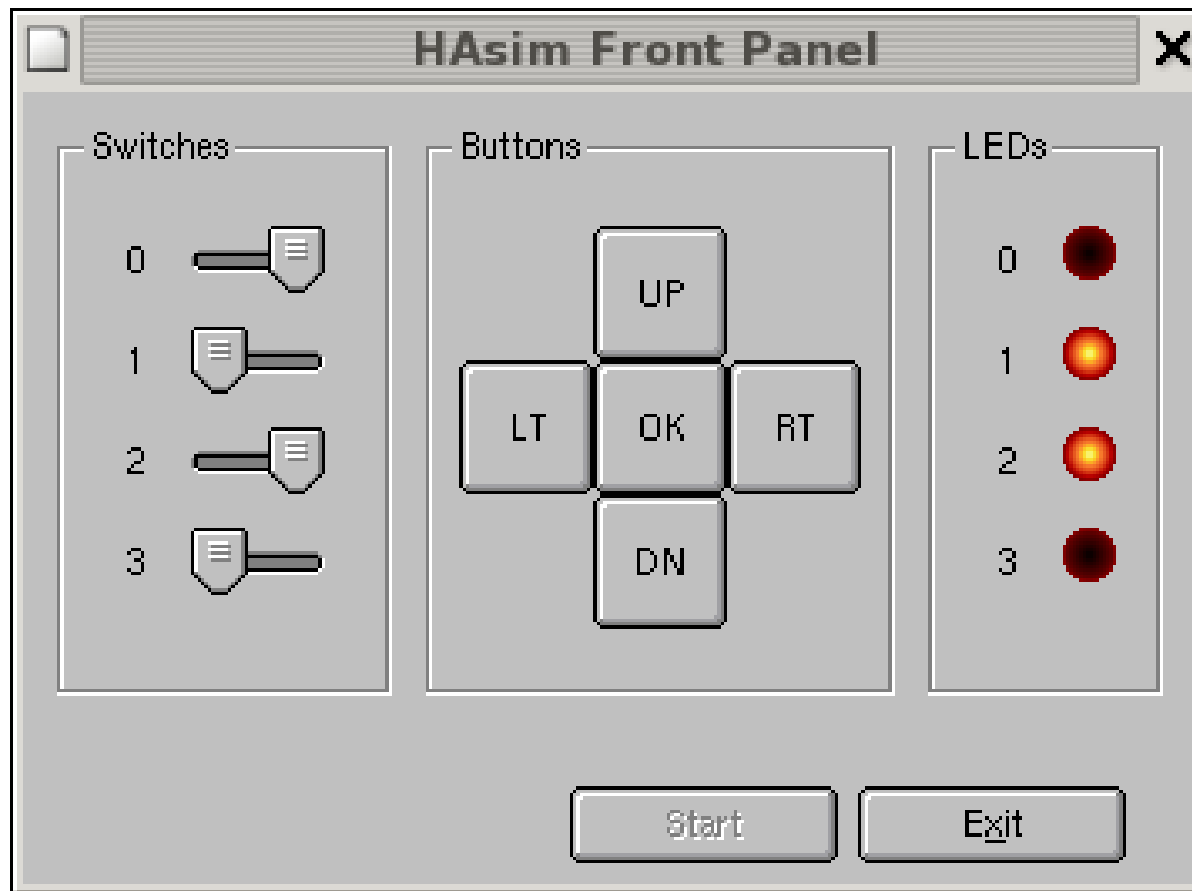 HAsim Front Panel
Switches
0
1
2
3
Buttons
UP
LT OK RT
DN
LEDs
0
1
2
3
Start
Exit